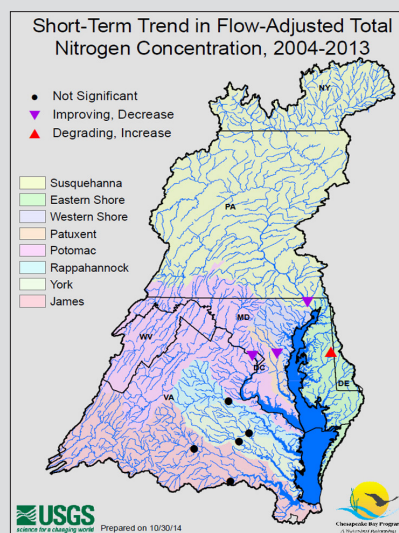 Short-Term Trend in Flow-Adjusted Total
Nitrogen Concentration, 2004-2013
Not Significant
Improving, Decrease
Degrading, Increase
NY
Susquehanna
Eastern Shore
Western Shore
Patuxent
Potomac
Rappahannock
York
James
PA
MD
WV
DC
DE
VA
USGS
science for a changing world
Prepared on 10/30/14
Chesapeake Bay Program